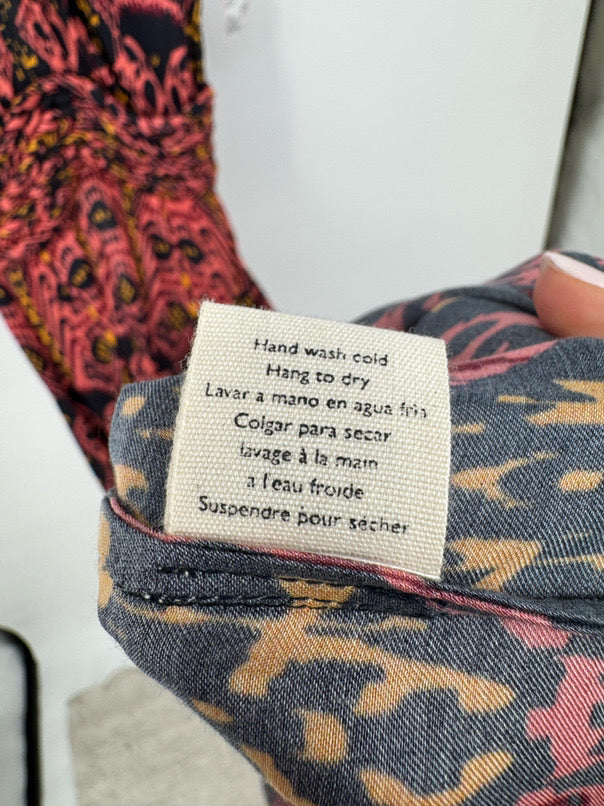 Hand wash cold
Hang to dry
Lavar a mano en agua fria
Colgar para secar
lavage à la main
a l'eau froide
Suspendre pour sécher